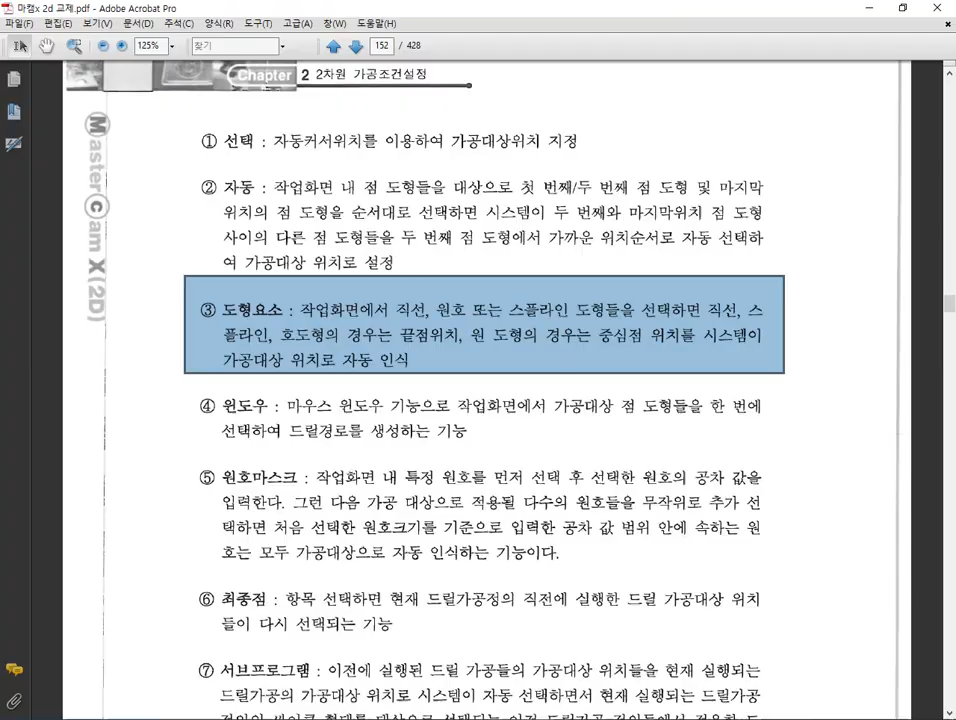 마캠x 2d 교제.pdf - Adobe Acrobat Pro
파일(F) 편집(E) 보기(V) 문서(D) 주석(C) 양식(R) 도구(T) 고급(A) 창(W) 도움말(H)
125% 찾기 152 / 428
Chapter 2 2차원 가공조건설정
Mastercam X(2D)
① 선택 : 자동커서위치를 이용하여 가공대상위치 지정
② 자동 : 작업화면 내 점 도형들을 대상으로 첫 번째/두 번째 점 도형 및 마지막
위치의 점 도형을 순서대로 선택하면 시스템이 두 번째와 마지막위치 점 도형
사이의 다른 점 도형들을 두 번째 점 도형에서 가까운 위치순서로 자동 선택하
여 가공대상 위치로 설정
③ 도형요소 : 작업화면에서 직선, 원호 또는 스플라인 도형들을 선택하면 직선, 스
플라인, 호도형의 경우는 끝점위치, 원 도형의 경우는 중심점 위치를 시스템이
가공대상 위치로 자동 인식
④ 윈도우 : 마우스 윈도우 기능으로 작업화면에서 가공대상 점 도형들을 한 번에
선택하여 드릴경로를 생성하는 기능
⑤ 원호마스크 : 작업화면 내 특정 원호를 먼저 선택 후 선택한 원호의 공차 값을
입력한다. 그런 다음 가공 대상으로 적용될 다수의 원호들을 무작위로 추가 선
택하면 처음 선택한 원호크기를 기준으로 입력한 공차 값 범위 안에 속하는 원
호는 모두 가공대상으로 자동 인식하는 기능이다.
⑥ 최종점 : 항목 선택하면 현재 드릴가공정의 직전에 실행한 드릴 가공대상 위치
들이 다시 선택되는 기능
⑦ 서브프로그램 : 이전에 실행된 드릴 가공들의 가공대상 위치들을 현재 실행되는
드릴가공의 가공대상 위치로 시스템이 자동 선택하면서 현재 실행되는 드릴가공